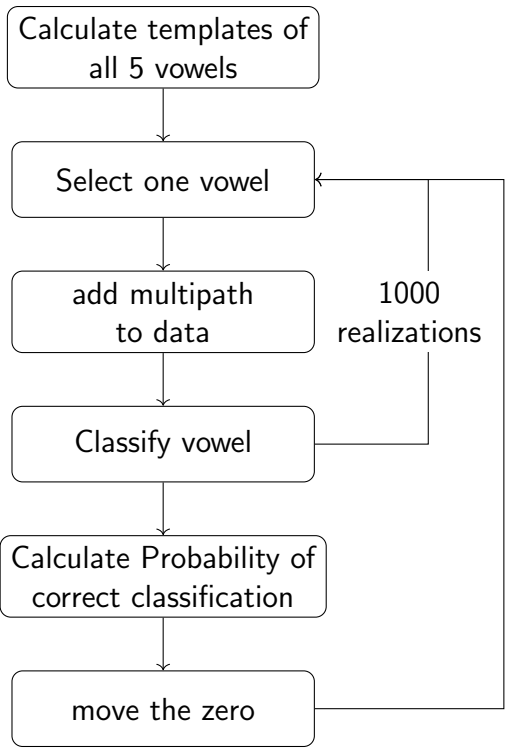 Calculate templates of
all 5 vowels
Select one vowel
add multipath
to data
1000
realizations
Classify vowel
Calculate Probability of
correct classification
move the zero